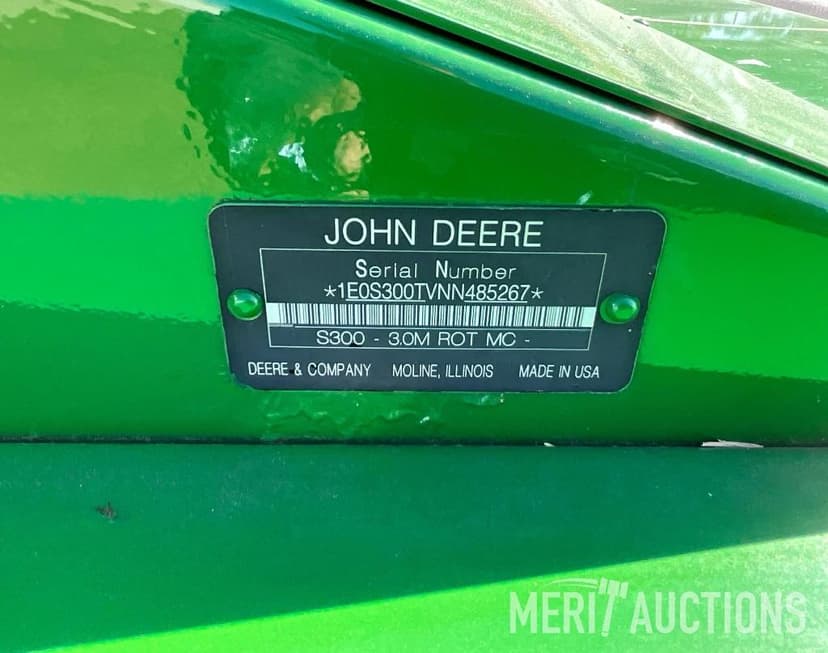 JOHN DEERE
Serial Number
*1E0S300TVNN485267*
S300 - 3.0M ROT MC -
DEERE & COMPANY MOLINE, ILLINOIS MADE IN USA
MERIT AUCTIONS